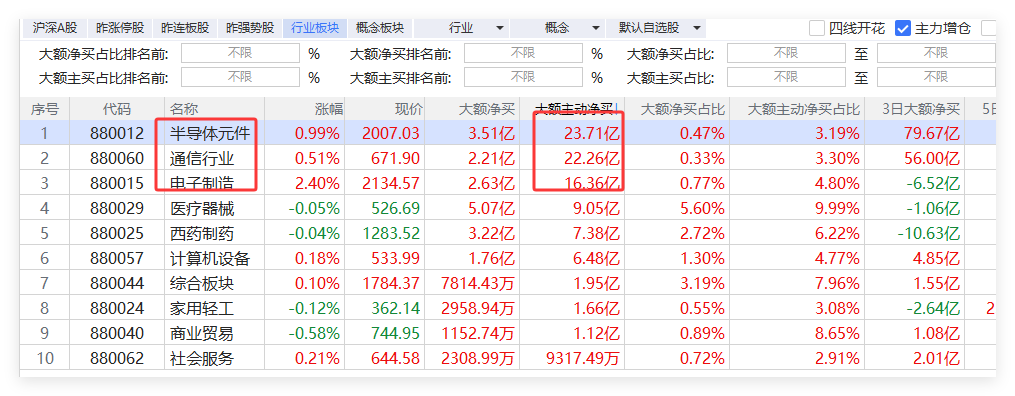 沪深A股 昨涨停股 昨连板股 昨强势股 行业板块 概念板块 行业 概念 默认自选股 四线开花 主力增仓
大额净买占比排名前: 不限 % 大额净买排名前: 不限 % 大额净买占比: 不限 至 不限
大额主买占比排名前: 不限 % 大额主买排名前: 不限 % 大额主买占比: 不限 至 不限
序号 代码 名称 涨幅 现价 大额净买 大额主动净买↓ 大额净买占比 大额主动净买占比 3日大额净买 5日
1 880012 半导体元件 0.99% 2007.03 3.51亿 23.71亿 0.47% 3.19% 79.67亿
2 880060 通信行业 0.51% 671.90 2.21亿 22.26亿 0.33% 3.30% 56.00亿
3 880015 电子制造 2.40% 2134.57 2.63亿 16.36亿 0.77% 4.80% -6.52亿
4 880029 医疗器械 -0.05% 526.69 5.07亿 9.05亿 5.60% 9.99% -1.06亿
5 880025 西药制药 -0.04% 1283.52 3.22亿 7.38亿 2.72% 6.22% -10.63亿
6 880057 计算机设备 0.18% 533.99 1.76亿 6.48亿 1.30% 4.77% 4.85亿
7 880044 综合板块 0.10% 1784.37 7814.43万 1.95亿 3.19% 7.96% 1.55亿
8 880024 家用轻工 -0.12% 362.14 2958.94万 1.66亿 0.55% 3.08% -2.64亿 2
9 880040 商业贸易 -0.58% 744.95 1152.74万 1.12亿 0.89% 8.65% 1.08亿
10 880062 社会服务 0.21% 644.58 2308.99万 9317.49万 0.72% 2.91% 2.01亿